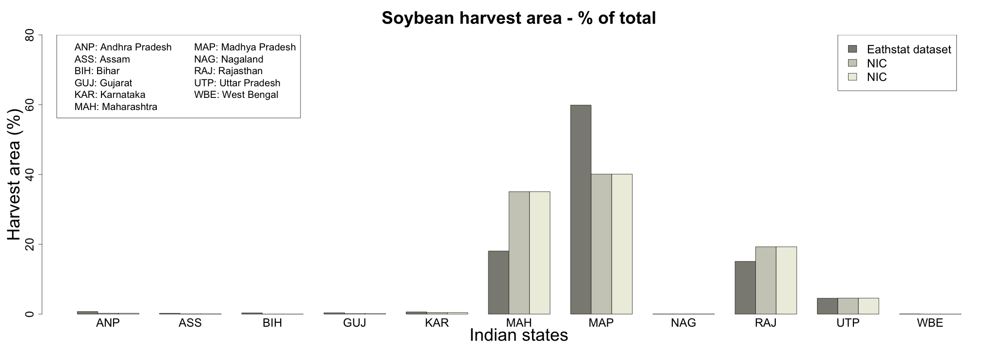 Soybean harvest area - % of total
ANP: Andhra Pradesh
ASS: Assam
BIH: Bihar
GUJ: Gujarat
KAR: Karnataka
MAH: Maharashtra
MAP: Madhya Pradesh
NAG: Nagaland
RAJ: Rajasthan
UTP: Uttar Pradesh
WBE: West Bengal
Eathstat dataset
NIC
NIC
Harvest area (%)
80
60
40
20
0
ANP ASS BIH GUJ KAR MAH MAP NAG RAJ UTP WBE
Indian states